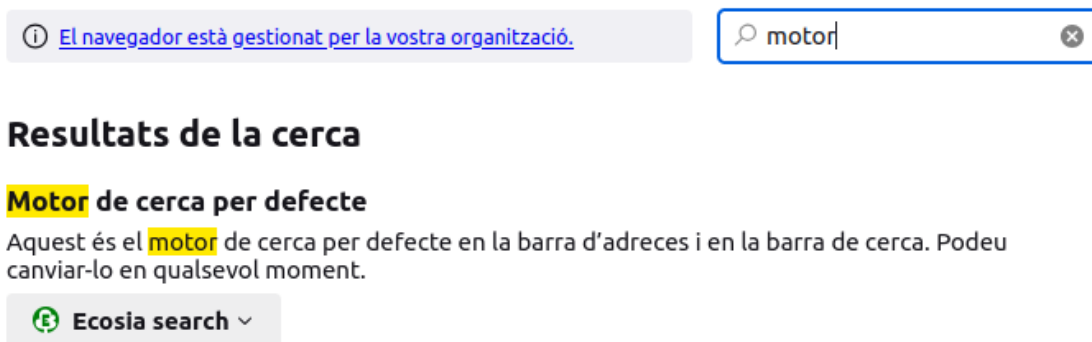 El navegador està gestionat per la vostra organització.
motor
Resultats de la cerca
Motor de cerca per defecte
Aquest és el motor de cerca per defecte en la barra d’adreces i en la barra de cerca. Podeu
canviar-lo en qualsevol moment.
Ecosia search